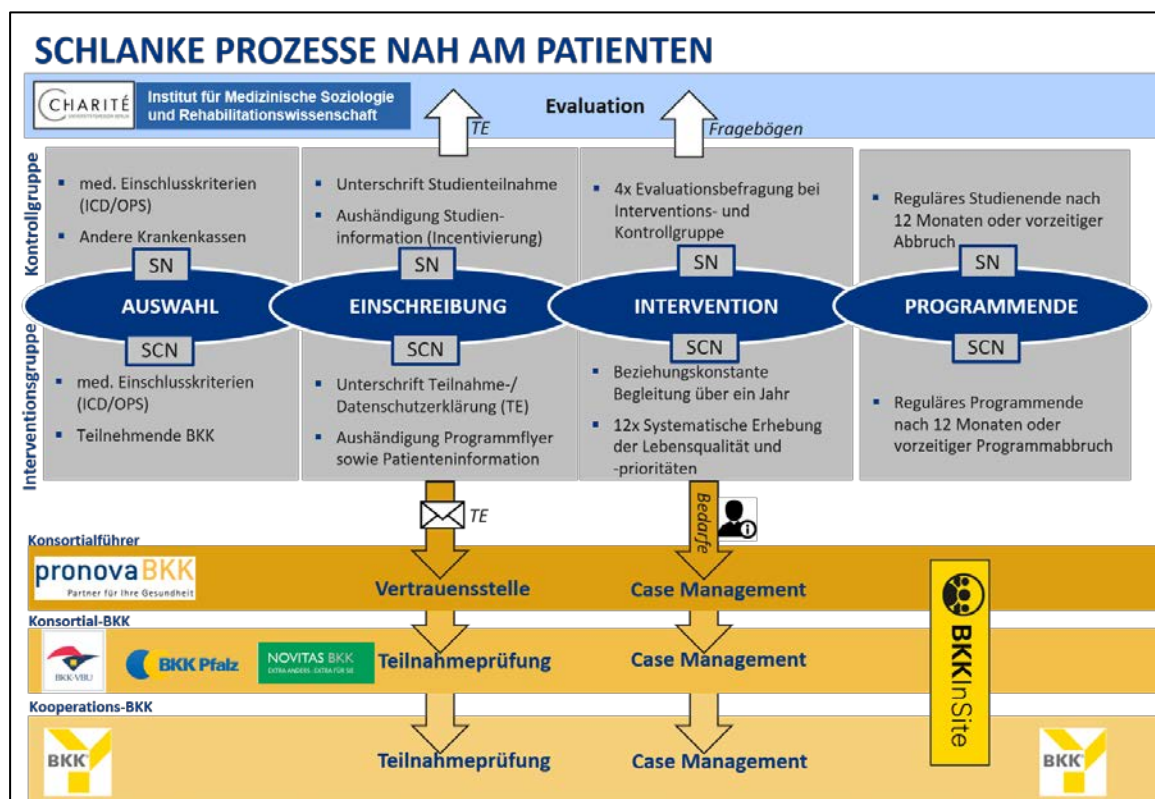 SCHLANKE PROZESSE NAH AM PATIENTEN
CHARITÉ
Institut für Medizinische Soziologie
und Rehabilitationswissenschaft
Evaluation
TE
Fragebögen
Kontrollgruppe
med. Einschlusskriterien
(ICD/OPS)
Andere Krankenkassen
Unterschrift Studienteilnahme
Aushändigung Studien-
information (Incentivierung)
4x Evaluationsbefragung bei
Interventions- und
Kontrollgruppe
Reguläres Studienende nach
12 Monaten oder vorzeitiger
Abbruch
SN
SN
SN
SN
AUSWAHL
EINSCHREIBUNG
INTERVENTION
PROGRAMMENDE
SCN
SCN
SCN
SCN
Interventionsgruppe
med. Einschlusskriterien
(ICD/OPS)
Teilnehmende BKK
Unterschrift Teilnahme-/
Datenschutzerklärung (TE)
Aushändigung Programmflyer
sowie Patienteninformation
Beziehungskonstante
Begleitung über ein Jahr
12x Systematische Erhebung
der Lebensqualität und
-prioritäten
Reguläres Programmende
nach 12 Monaten oder
vorzeitiger Programmabbruch
TE
Bedarfe
Konsortialführer
pronovaBKK
Partner für Ihre Gesundheit
Vertrauensstelle
Case Management
Konsortial-BKK
BKK·VBU
BKK Pfalz
NOVITAS BKK
EXTRA ANDERS - EXTRA FÜR SIE
Teilnahmeprüfung
Case Management
BKKInSite
Kooperations-BKK
BKK
Teilnahmeprüfung
Case Management
BKK